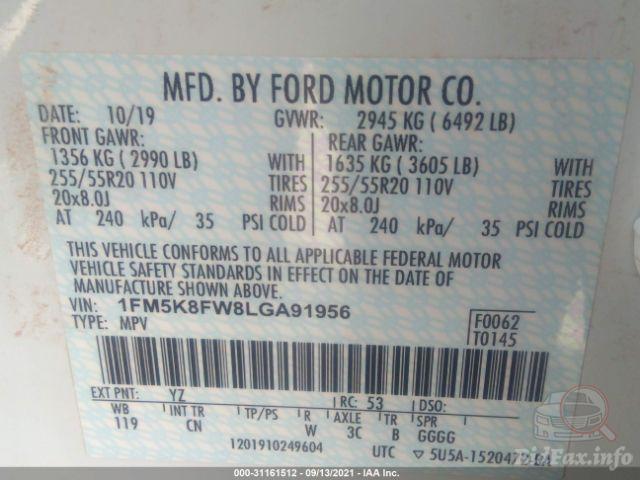 MFD. BY FORD MOTOR CO.
DATE: 10/19 GVWR: 2945 KG ( 6492 LB)
FRONT GAWR: REAR GAWR:
1356 KG ( 2990 LB) WITH 1635 KG ( 3605 LB) WITH
255/55R20 110V TIRES 255/55R20 110V TIRES
20x8.0J RIMS 20x8.0J RIMS
AT 240 kPa/ 35 PSI COLD AT 240 kPa/ 35 PSI COLD
THIS VEHICLE CONFORMS TO ALL APPLICABLE FEDERAL MOTOR
VEHICLE SAFETY STANDARDS IN EFFECT ON THE DATE OF
MANUFACTURE SHOWN ABOVE.
VIN: 1FM5K8FW8LGA91956 F0062
TYPE: MPV T0145
EXT PNT: YZ RC: 53 DSO:
WB INT TR TP/PS R AXLE TR SPR
119 CN W 3C B GGGG
1201910249604 UTC ▽ 5U5A-1520472-AA
BidFax.info
000-31161512 - 09/13/2021 - IAA Inc.